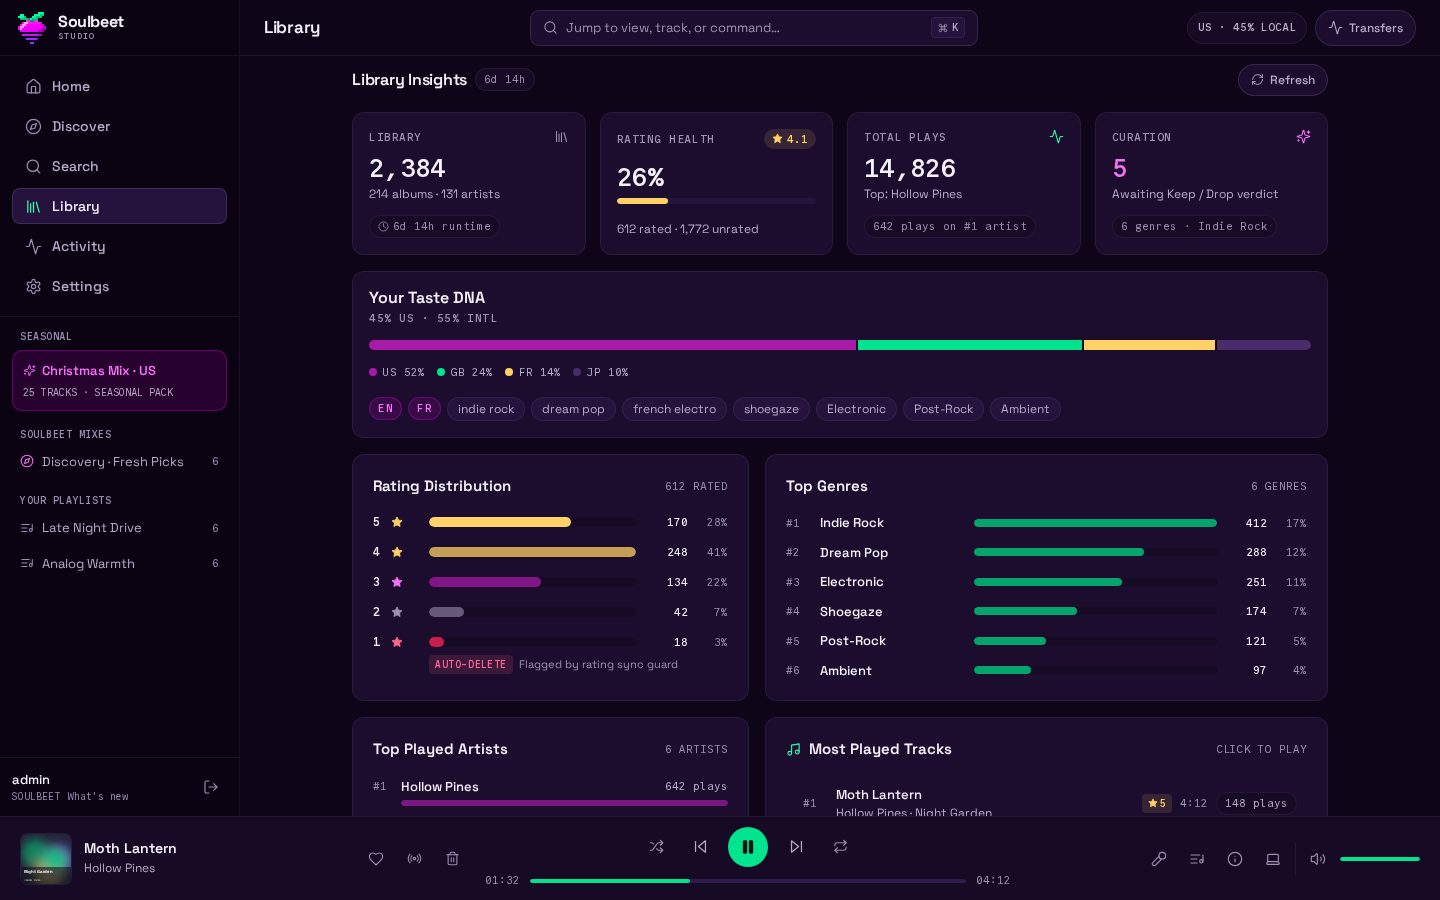 Soulbeet
STUDIO
Library
Jump to view, track, or command...
⌘ K
US · 45% LOCAL
Transfers
Home
Discover
Search
Library
Activity
Settings
SEASONAL
Christmas Mix · US
25 TRACKS · SEASONAL PACK
SOULBEET MIXES
Discovery · Fresh Picks 6
YOUR PLAYLISTS
Late Night Drive 6
Analog Warmth 6
admin
SOULBEET What's new
Library Insights 6d 14h
Refresh
LIBRARY
2,384
214 albums · 131 artists
6d 14h runtime
RATING HEALTH 4.1
26%
612 rated · 1,772 unrated
TOTAL PLAYS
14,826
Top: Hollow Pines
642 plays on #1 artist
CURATION
5
Awaiting Keep / Drop verdict
6 genres · Indie Rock
Your Taste DNA
45% US · 55% INTL
US 52% GB 24% FR 14% JP 10%
EN FR indie rock dream pop french electro shoegaze Electronic Post-Rock Ambient
Rating Distribution 612 RATED
5 170 28%
4 248 41%
3 134 22%
2 42 7%
1 18 3%
AUTO-DELETE Flagged by rating sync guard
Top Genres 6 GENRES
#1 Indie Rock 412 17%
#2 Dream Pop 288 12%
#3 Electronic 251 11%
#4 Shoegaze 174 7%
#5 Post-Rock 121 5%
#6 Ambient 97 4%
Top Played Artists 6 ARTISTS
#1 Hollow Pines 642 plays
Most Played Tracks CLICK TO PLAY
#1 Moth Lantern 5 4:12 148 plays
Hollow Pines · Night Garden
Night Garden
Moth Lantern
Hollow Pines
01:32 04:12